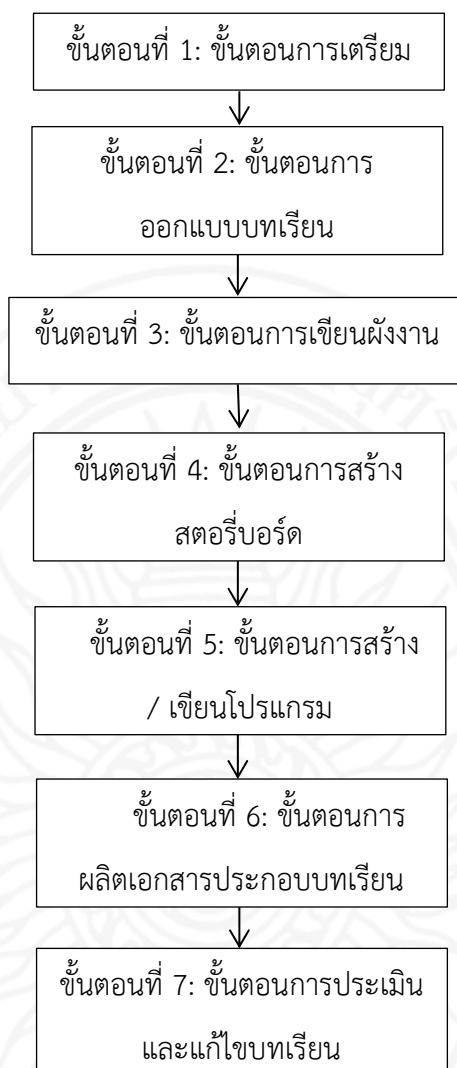 ขั้นตอนที่ 1: ขั้นตอนการเตรียม
ขั้นตอนที่ 2: ขั้นตอนการ
ออกแบบบทเรียน
ขั้นตอนที่ 3: ขั้นตอนการเขียนผังงาน
ขั้นตอนที่ 4: ขั้นตอนการสร้าง
สตอรี่บอร์ด
ขั้นตอนที่ 5: ขั้นตอนการสร้าง
/ เขียนโปรแกรม
ขั้นตอนที่ 6: ขั้นตอนการ
ผลิตเอกสารประกอบบทเรียน
ขั้นตอนที่ 7: ขั้นตอนการประเมิน
และแก้ไขบทเรียน